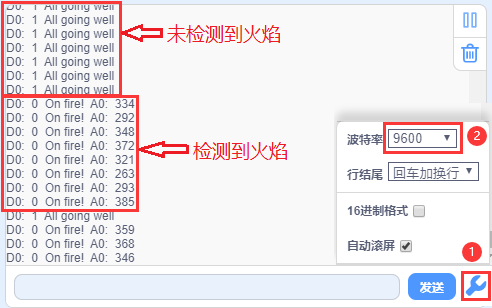 D0: 1 All going well
D0: 1 All going well
D0: 1 All going well
D0: 1 All going well
D0: 1 All going well
D0: 1 All going well
D0: 1 All going well
未检测到火焰
D0: 0 On fire! A0: 334
D0: 0 On fire! A0: 292
D0: 0 On fire! A0: 348
D0: 0 On fire! A0: 372
D0: 0 On fire! A0: 321
D0: 0 On fire! A0: 263
D0: 0 On fire! A0: 293
D0: 0 On fire! A0: 385
检测到火焰
D0: 1 All going well
D0: 0 On fire! A0: 359
D0: 0 On fire! A0: 368
D0: 0 On fire! A0: 346
波特率 9600 2
行结尾 回车加换行
16进制格式
自动滚屏
1
发送